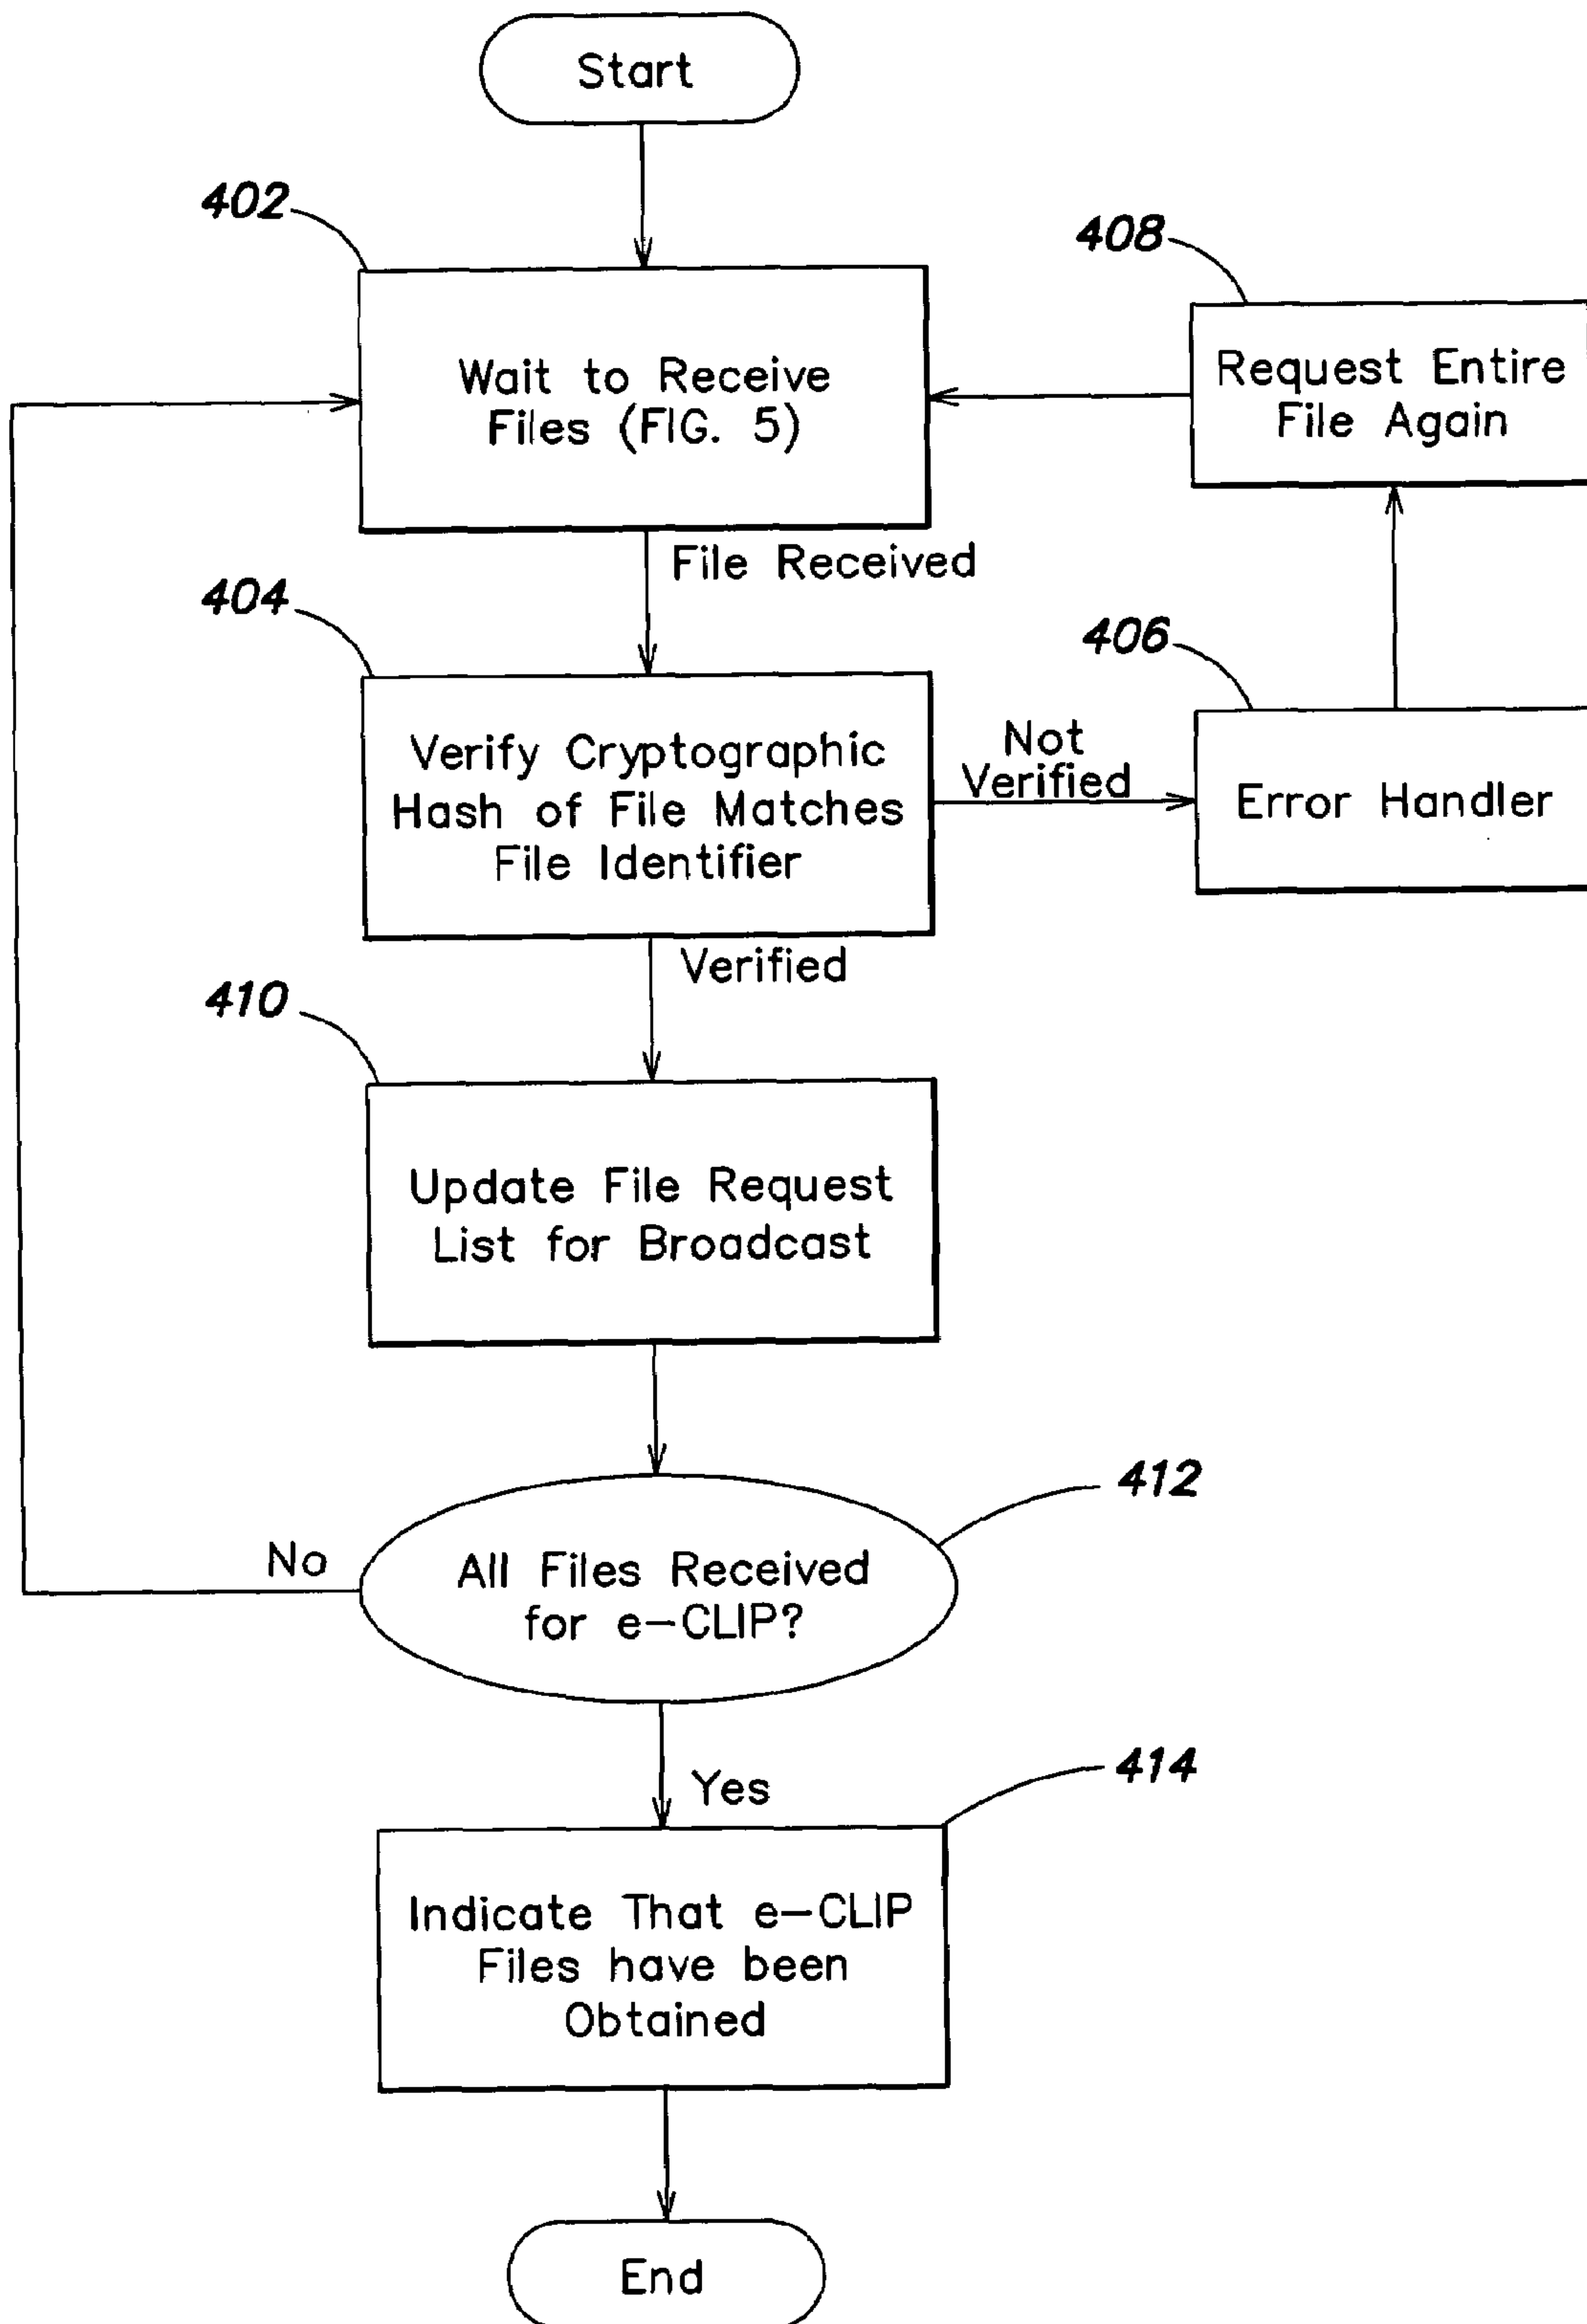 Start
402
Wait to Receive
Files (FIG. 5)
408
Request Entire
File Again
File Received
404
Verify Cryptographic
Hash of File Matches
File Identifier
Not
Verified
406
Error Handler
Verified
410
Update File Request
List for Broadcast
412
All Files Received
for e-CLIP?
No
Yes
414
Indicate That e-CLIP
Files have been
Obtained
End